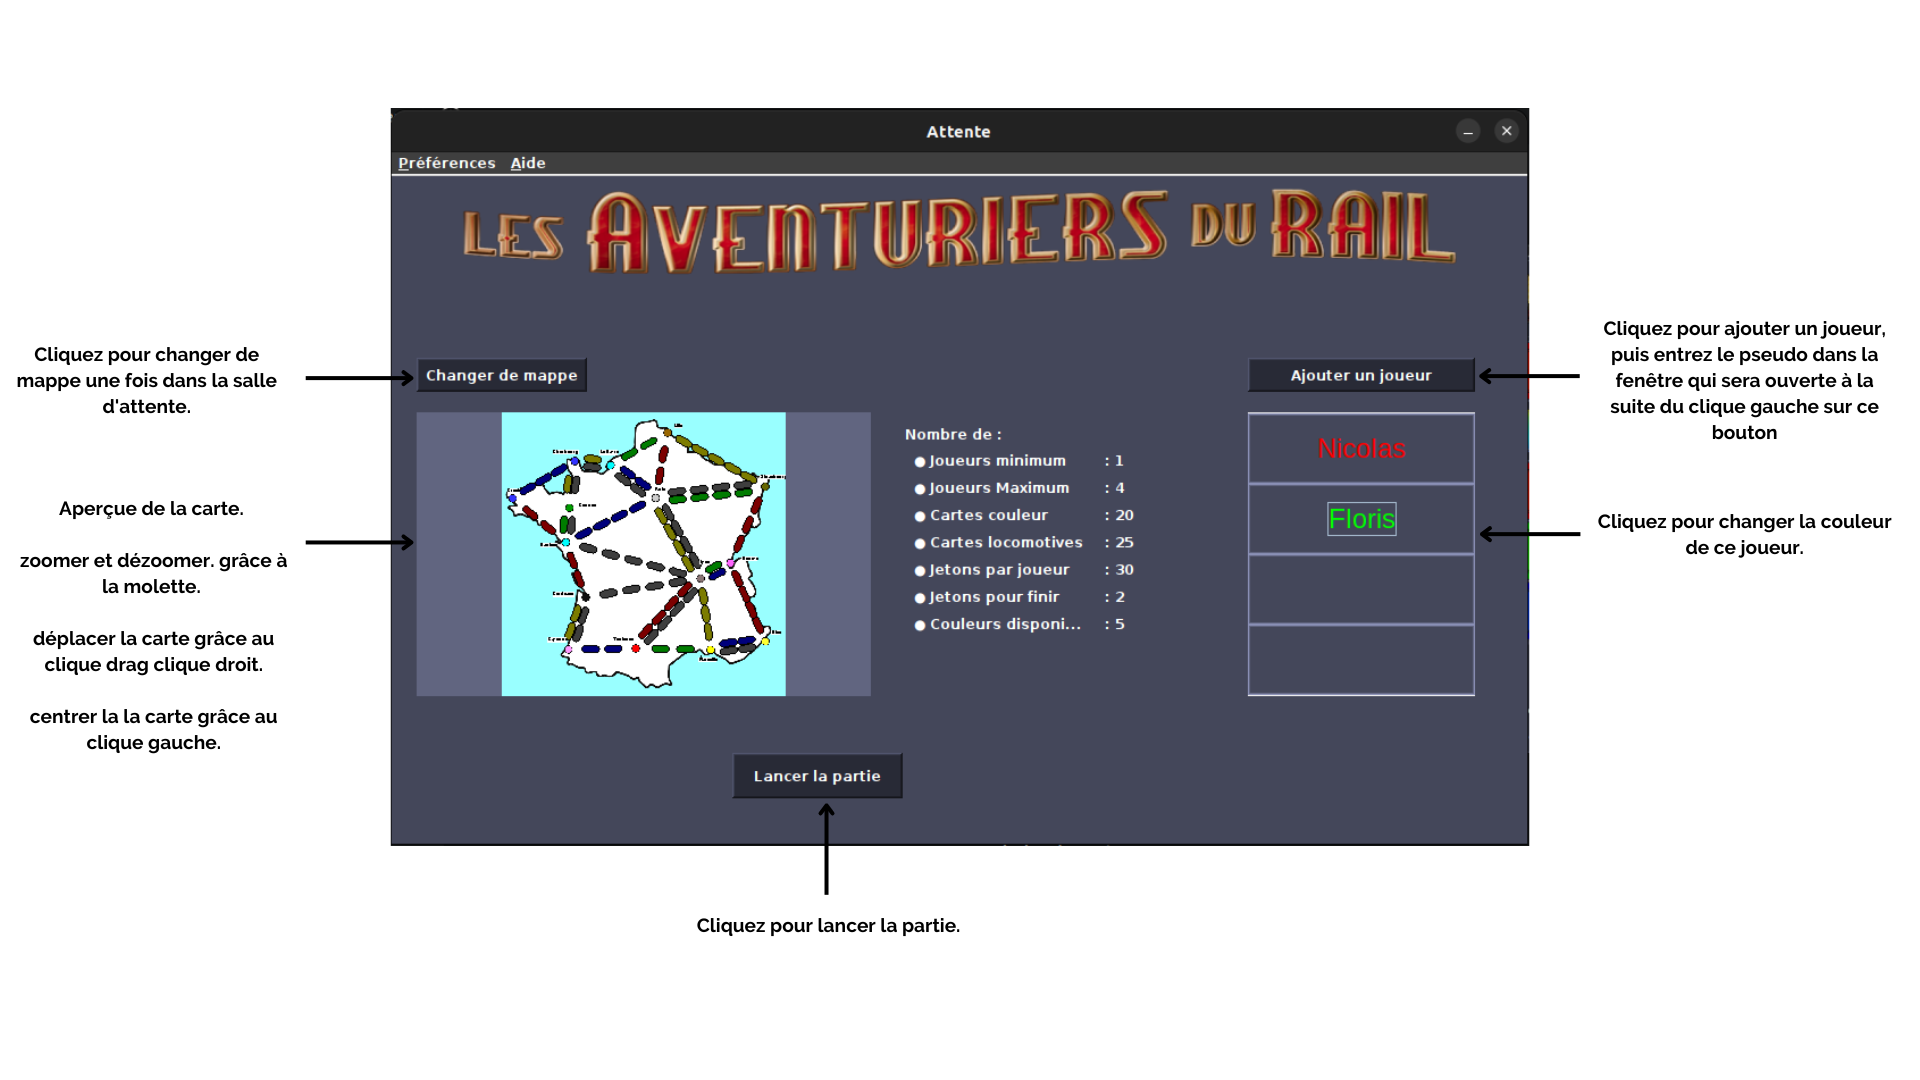 Attente
Préférences Aide
LES AVENTURIERS DU RAIL
Cliquez pour changer de
mappe une fois dans la salle
d'attente.
Changer de mappe
Ajouter un joueur
Cliquez pour ajouter un joueur,
puis entrez le pseudo dans la
fenêtre qui sera ouverte à la
suite du clique gauche sur ce
bouton
Aperçue de la carte.
zoomer et dézoomer. grâce à
la molette.
déplacer la carte grâce au
clique drag clique droit.
centrer la la carte grâce au
clique gauche.
Lille
Strasbourg
Toulouse
Marseille
Nombre de :
● Joueurs minimum : 1
● Joueurs Maximum : 4
● Cartes couleur : 20
● Cartes locomotives : 25
● Jetons par joueur : 30
● Jetons pour finir : 2
● Couleurs disponi... : 5
Nicolas
Floris
Cliquez pour changer la couleur
de ce joueur.
Lancer la partie
Cliquez pour lancer la partie.